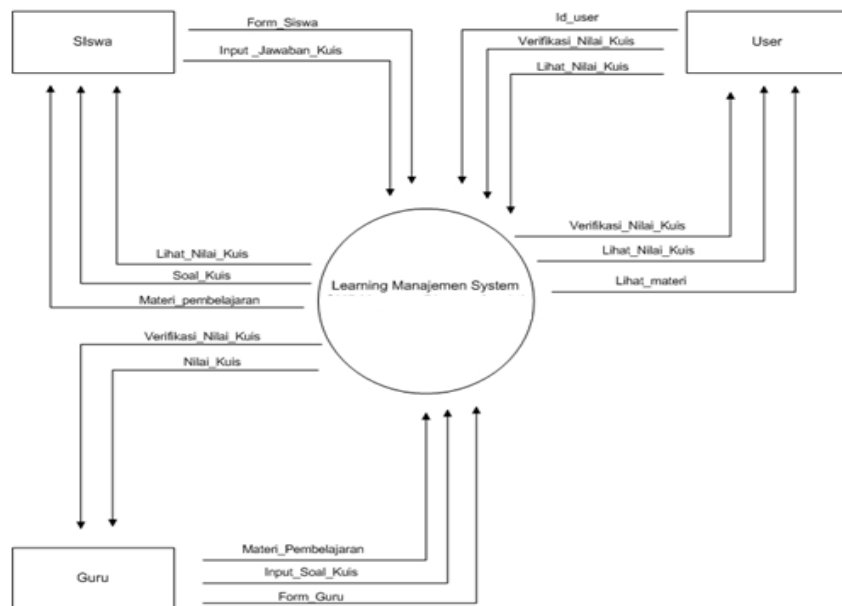 SIswa
Form_Siswa
Input _Jawaban_Kuis
Id_user
Verifikasi_Nilai_Kuis
Lihat_Nilai_Kuis
User
Lihat_Nilai_Kuis
Soal_Kuis
Materi_pembelajaran
Learning Manajemen System
Verifikasi_Nilai_Kuis
Lihat_Nilai_Kuis
Lihat_materi
Verifikasi_Nilai_Kuis
Nilai_Kuis
Guru
Materi_Pembelajaran
Input_Soal_Kuis
Form_Guru